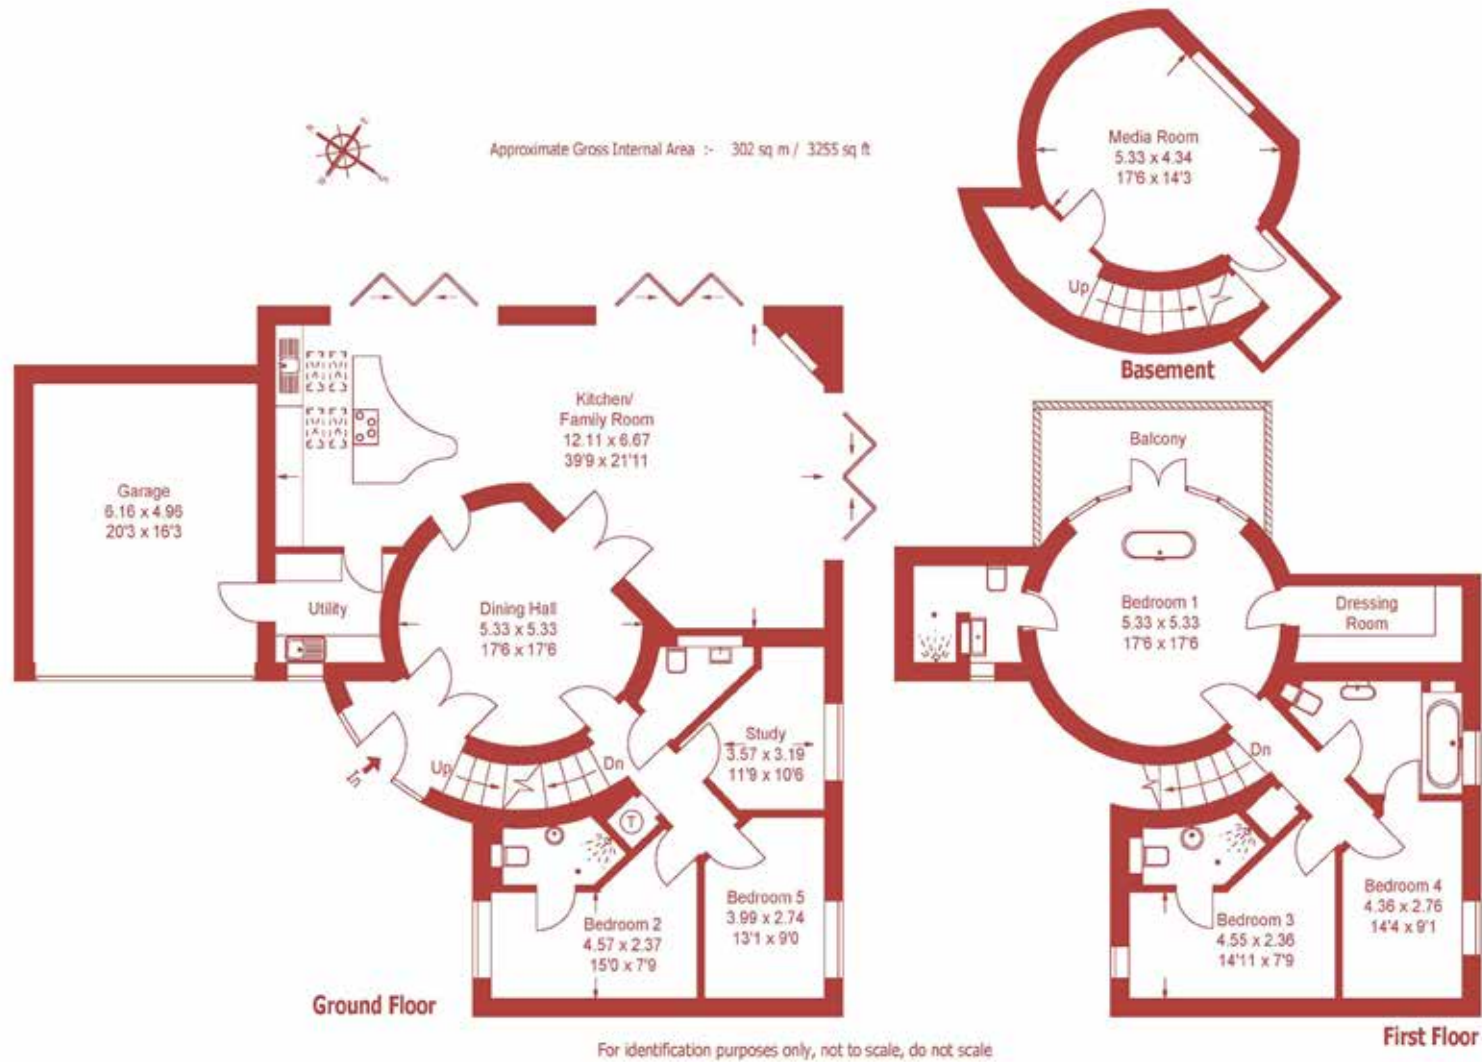 Approximate Gross Internal Area :- 302 sq m / 3255 sq ft
Media Room
5.33 x 4.34
17'6 x 14'3
Up
Basement
Kitchen/
Family Room
12.11 x 6.67
39'9 x 21'11
Garage
6.16 x 4.96
20'3 x 16'3
Utility
Dining Hall
5.33 x 5.33
17'6 x 17'6
Study
3.57 x 3.19
11'9 x 10'6
In
Up
Dn
T
Bedroom 2
4.57 x 2.37
15'0 x 7'9
Bedroom 5
3.99 x 2.74
13'1 x 9'0
Ground Floor
Balcony
Bedroom 1
5.33 x 5.33
17'6 x 17'6
Dressing
Room
Dn
Bedroom 3
4.55 x 2.36
14'11 x 7'9
Bedroom 4
4.36 x 2.76
14'4 x 9'1
First Floor
For identification purposes only, not to scale, do not scale